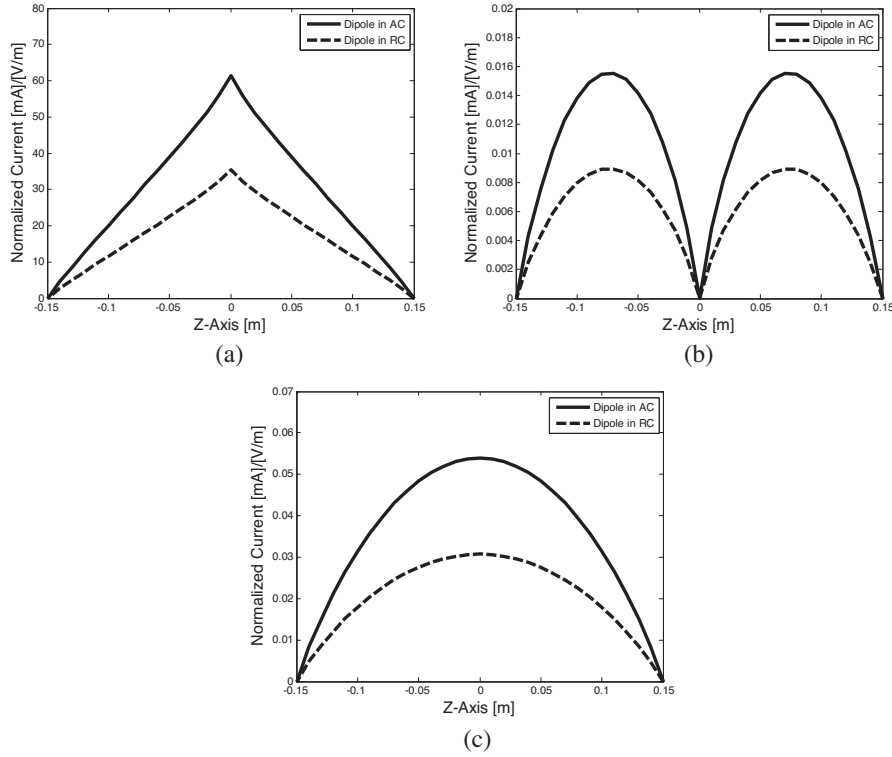 80
70
60
50
40
30
20
10
0
Normalized Current [mA]/[V/m]
Dipole in AC
Dipole in RC
-0.15 -0.1 -0.05 0 0.05 0.1 0.15
Z-Axis [m]
(a)
0.02
0.018
0.016
0.014
0.012
0.01
0.008
0.006
0.004
0.002
0
Normalized Current [mA]/[V/m]
Dipole in AC
Dipole in RC
-0.15 -0.1 -0.05 0 0.05 0.1 0.15
Z-Axis [m]
(b)
0.07
0.06
0.05
0.04
0.03
0.02
0.01
0
Normalized Current [mA]/[V/m]
Dipole in AC
Dipole in RC
-0.15 -0.1 -0.05 0 0.05 0.1 0.15
Z-Axis [m]
(c)